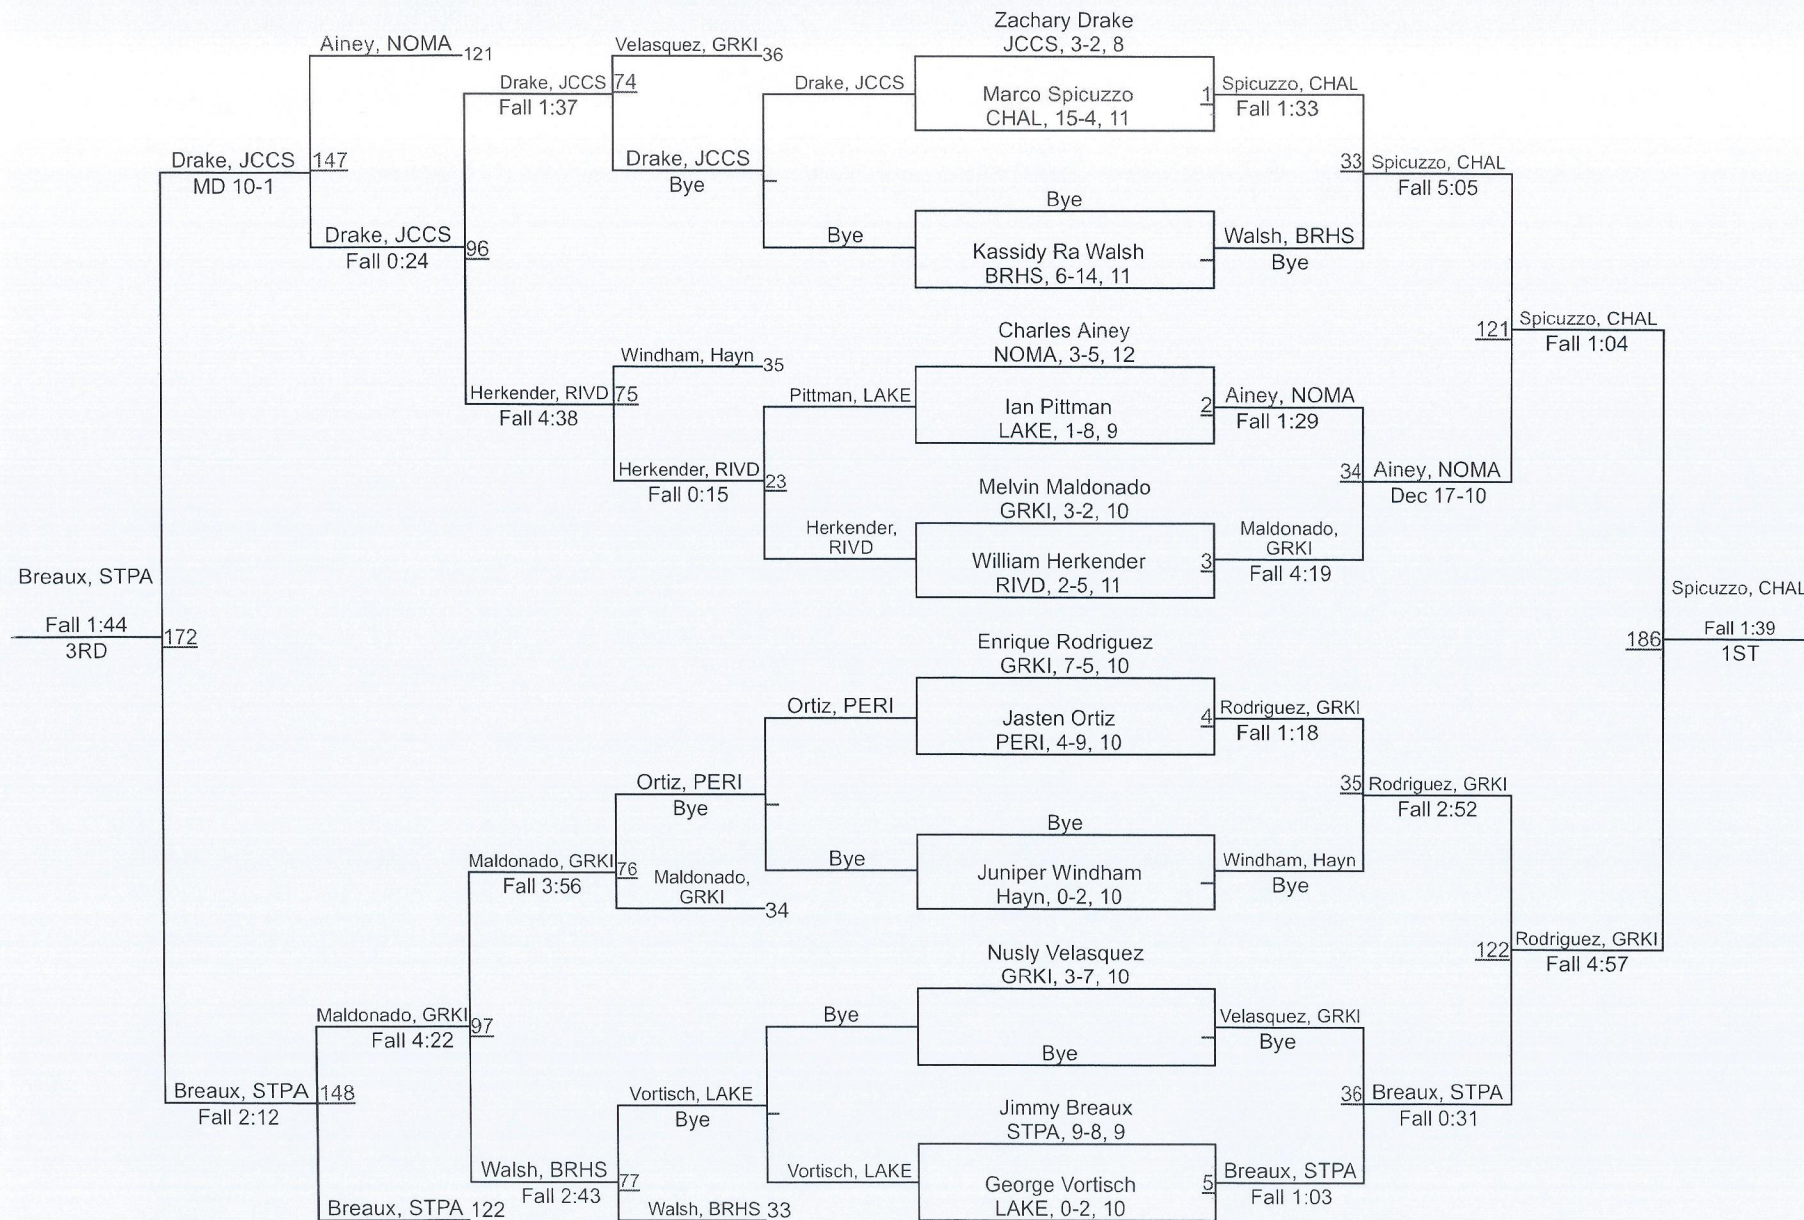 Zachary Drake
JCCS, 3-2, 8
Ainey, NOMA 121
Velasquez, GRKI 36
Drake, JCCS 74
Fall 1:37
Drake, JCCS
Marco Spicuzzo
CHAL, 15-4, 11
1
Spicuzzo, CHAL
Fall 1:33
Drake, JCCS 147
MD 10-1
Drake, JCCS
Bye
33 Spicuzzo, CHAL
Fall 5:05
Bye
Drake, JCCS
Fall 0:24
96
Bye
Kassidy Ra Walsh
BRHS, 6-14, 11
Walsh, BRHS
Bye
Charles Ainey
NOMA, 3-5, 12
121 Spicuzzo, CHAL
Fall 1:04
Windham, Hayn 35
Herkender, RIVD 75
Fall 4:38
Pittman, LAKE
Ian Pittman
LAKE, 1-8, 9
2
Ainey, NOMA
Fall 1:29
Herkender, RIVD
Fall 0:15
23
34 Ainey, NOMA
Dec 17-10
Melvin Maldonado
GRKI, 3-2, 10
Herkender,
RIVD
William Herkender
RIVD, 2-5, 11
3
Maldonado,
GRKI
Fall 4:19
Breaux, STPA
Fall 1:44
3RD
172
Spicuzzo, CHAL
186
Fall 1:39
1ST
Enrique Rodriguez
GRKI, 7-5, 10
Ortiz, PERI
Jasten Ortiz
PERI, 4-9, 10
4
Rodriguez, GRKI
Fall 1:18
Ortiz, PERI
Bye
35 Rodriguez, GRKI
Fall 2:52
Bye
Maldonado, GRKI 76
Fall 3:56
Maldonado,
GRKI
34
Bye
Juniper Windham
Hayn, 0-2, 10
Windham, Hayn
Bye
Nusly Velasquez
GRKI, 3-7, 10
122 Rodriguez, GRKI
Fall 4:57
Maldonado, GRKI 97
Fall 4:22
Bye
Bye
Velasquez, GRKI
Bye
Breaux, STPA 148
Fall 2:12
Vortisch, LAKE
Bye
36 Breaux, STPA
Fall 0:31
Jimmy Breaux
STPA, 9-8, 9
Walsh, BRHS 77
Fall 2:43
Vortisch, LAKE
George Vortisch
LAKE, 0-2, 10
5
Breaux, STPA
Fall 1:03
Breaux, STPA 122
Walsh, BRHS 33